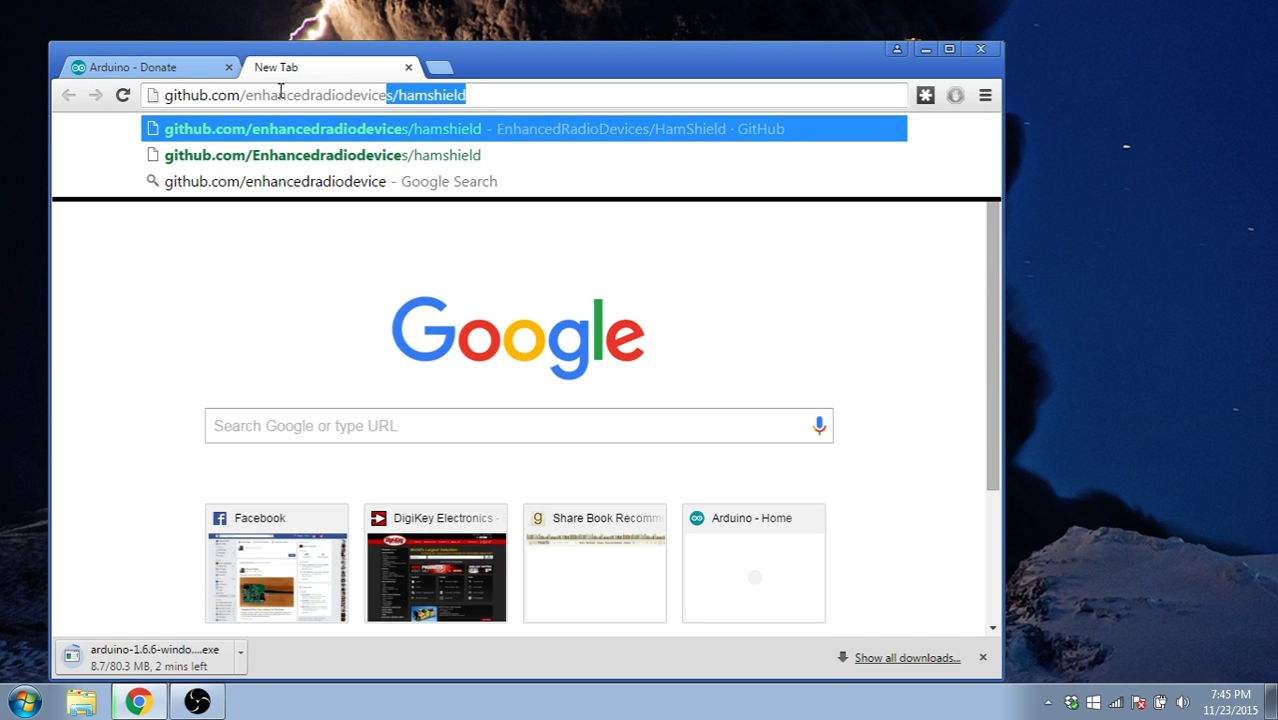 Arduino - Donate
New Tab
github.com/enhancedradiodevices/hamshield
github.com/enhancedradiodevices/hamshield - EnhancedRadioDevices/HamShield · GitHub
github.com/Enhancedradiodevices/hamshield
github.com/enhancedradiodevice - Google Search
Google
Search Google or type URL
Facebook
DigiKey Electronics -
Share Book Recomm
Arduino - Home
arduino-1.6.6-windo....exe
8.7/80.3 MB, 2 mins left
Show all downloads...
7:45 PM
11/23/2015